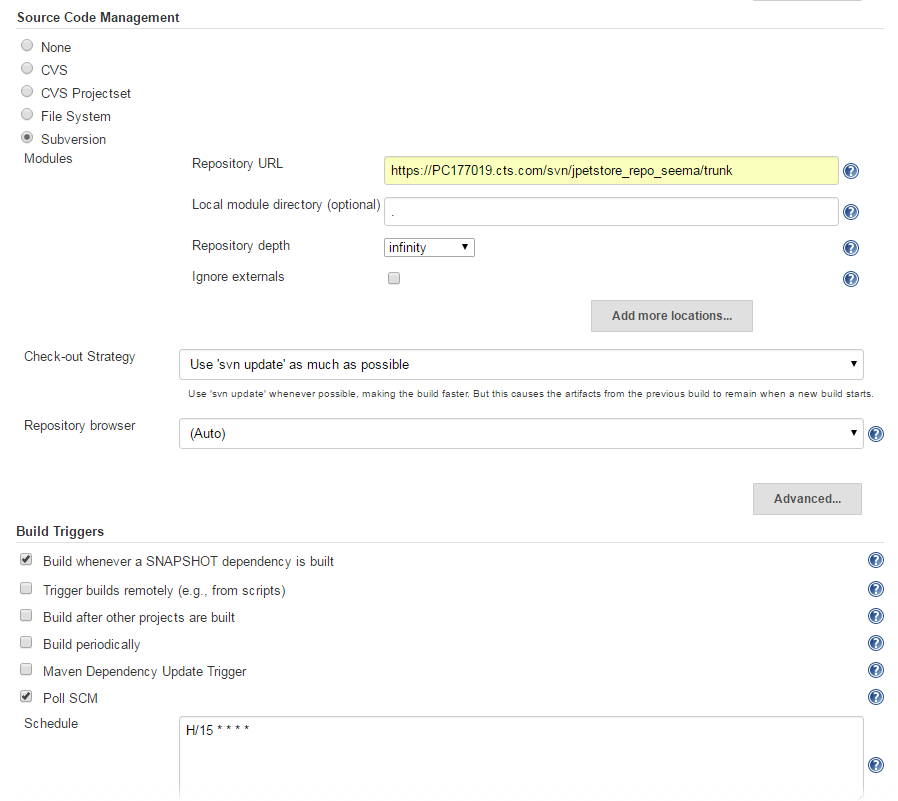 Source Code Management
None
CVS
CVS Projectset
File System
Subversion
Modules
Repository URL
https://PC177019.cts.com/svn/jpetstore_repo_seema/trunk
Local module directory (optional)
.
Repository depth
infinity
Ignore externals
Add more locations...
Check-out Strategy
Use 'svn update' as much as possible
Use 'svn update' whenever possible, making the build faster. But this causes the artifacts from the previous build to remain when a new build starts.
Repository browser
(Auto)
Advanced...
Build Triggers
Build whenever a SNAPSHOT dependency is built
Trigger builds remotely (e.g., from scripts)
Build after other projects are built
Build periodically
Maven Dependency Update Trigger
Poll SCM
Schedule
H/15 * * * *